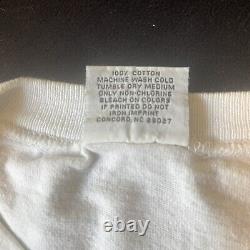 100% COTTON
MACHINE WASH COLD
TUMBLE DRY MEDIUM
ONLY NON-CHLORINE
BLEACH ON COLORS
IF PRINTED DO NOT
IRON IMPRINT
CONCORD, NC 28027